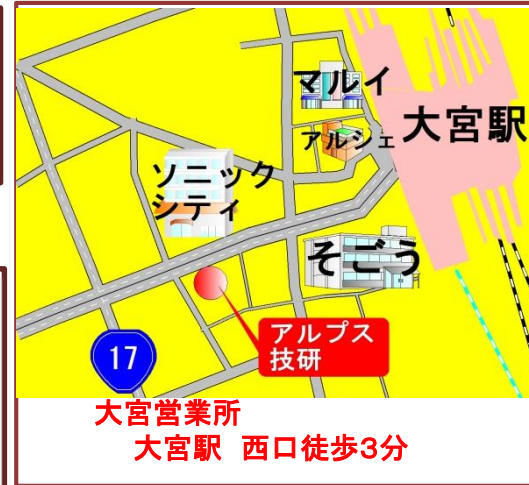 マルイ
アルシェ
大宮駅
ソニック
シティ
そごう
アルプス
技研
17
大宮営業所
大宮駅 西口徒歩3分